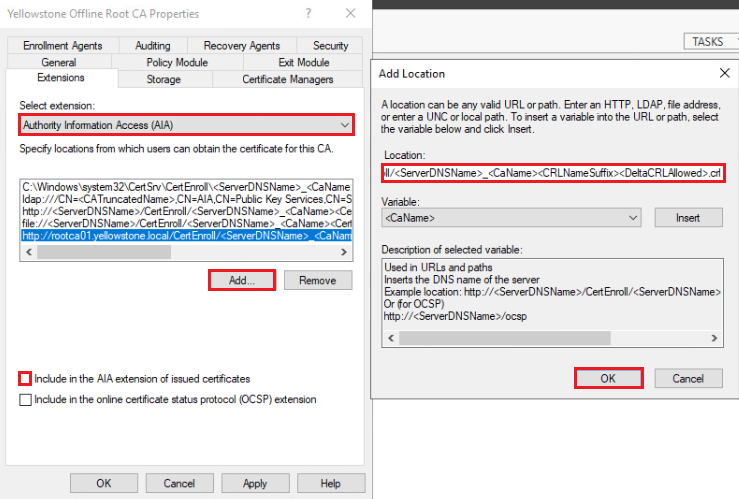 Yellowstone Offline Root CA Properties
?
Enrollment Agents
Auditing
Recovery Agents
Security
General
Policy Module
Exit Module
Extensions
Storage
Certificate Managers
Select extension:
Authority Information Access (AIA)
Specify locations from which users can obtain the certificate for this CA.
C:\Windows\system32\CertSrv\CertEnroll\<ServerDNSName>_<CaName
ldap:///CN=<CATruncatedName>,CN=AIA,CN=Public Key Services,CN=S
http://<ServerDNSName>/CertEnroll/<ServerDNSName>_<CaName><Ce
file://<ServerDNSName>/CertEnroll/<ServerDNSName>_<CaName><Cert
http://rootca01.yellowstone.local/CertEnroll/<ServerDNSName>_<CaNam
Add...
Remove
Include in the AIA extension of issued certificates
Include in the online certificate status protocol (OCSP) extension
OK
Cancel
Apply
Help
TASKS
Add Location
A location can be any valid URL or path. Enter an HTTP, LDAP, file address,
or enter a UNC or local path. To insert a variable into the URL or path, select
the variable below and click Insert.
Location:
oll/<ServerDNSName>_<CaName><CRLNameSuffix><DeltaCRLAllowed>.crl
Variable:
<CaName>
Insert
Description of selected variable:
Used in URLs and paths
Inserts the DNS name of the server
Example location: http://<ServerDNSName>/CertEnroll/<ServerDNSName>
Or (for OCSP)
http://<ServerDNSName>/ocsp
OK
Cancel